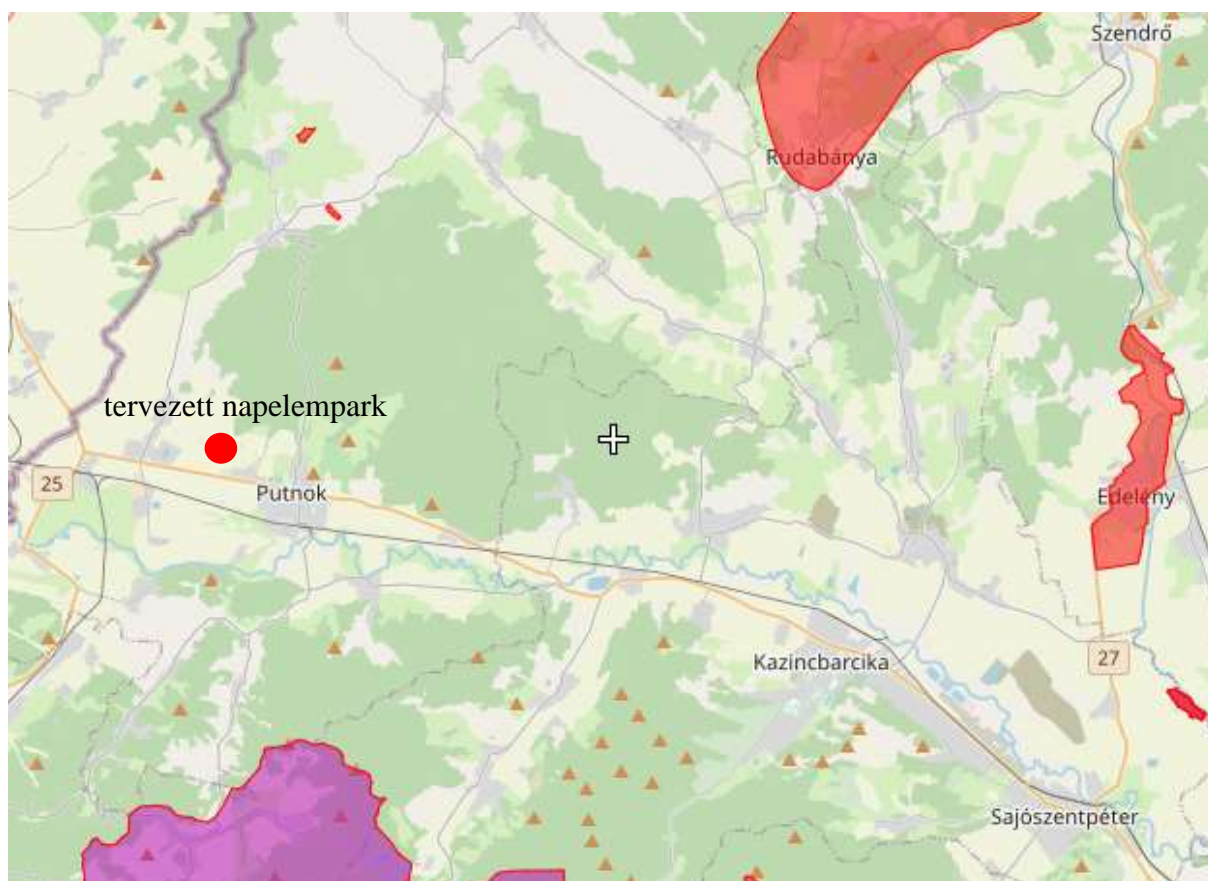 Szendrő
Rudabánya
tervezett napelempark
25
Putnok
Edelény
Kazincbarcika
27
Sajószentpéter